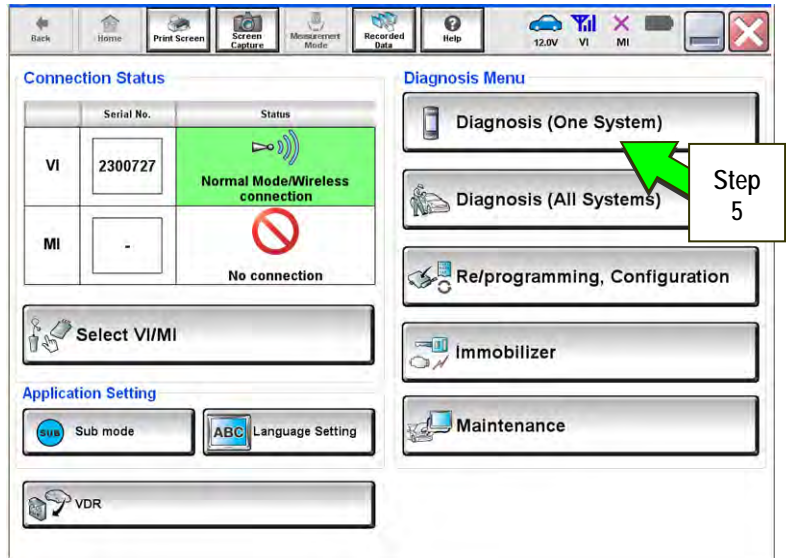 Back
Home
Print Screen
Screen
Capture
Measurement
Mode
Recorded
Data
Help
12.0V
VI
MI
Connection Status
Serial No.
Status
VI
2300727
Normal Mode/Wireless
connection
MI
-
No connection
Select VI/MI
Application Setting
SUB
Sub mode
ABC
Language Setting
VDR
Diagnosis Menu
Diagnosis (One System)
Step
5
Diagnosis (All Systems)
Re/programming, Configuration
Immobilizer
Maintenance